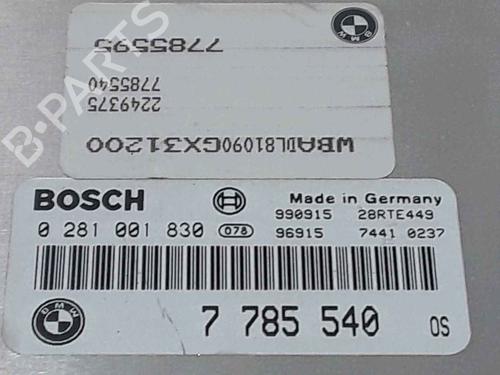 7785595
7785540
2249375
WBADL81090GX31200
B-PARTS
BOSCH
Made in Germany
990915 28RTE449
0 281 001 830 078 96915 7441 0237
BMW
7 785 540 OS